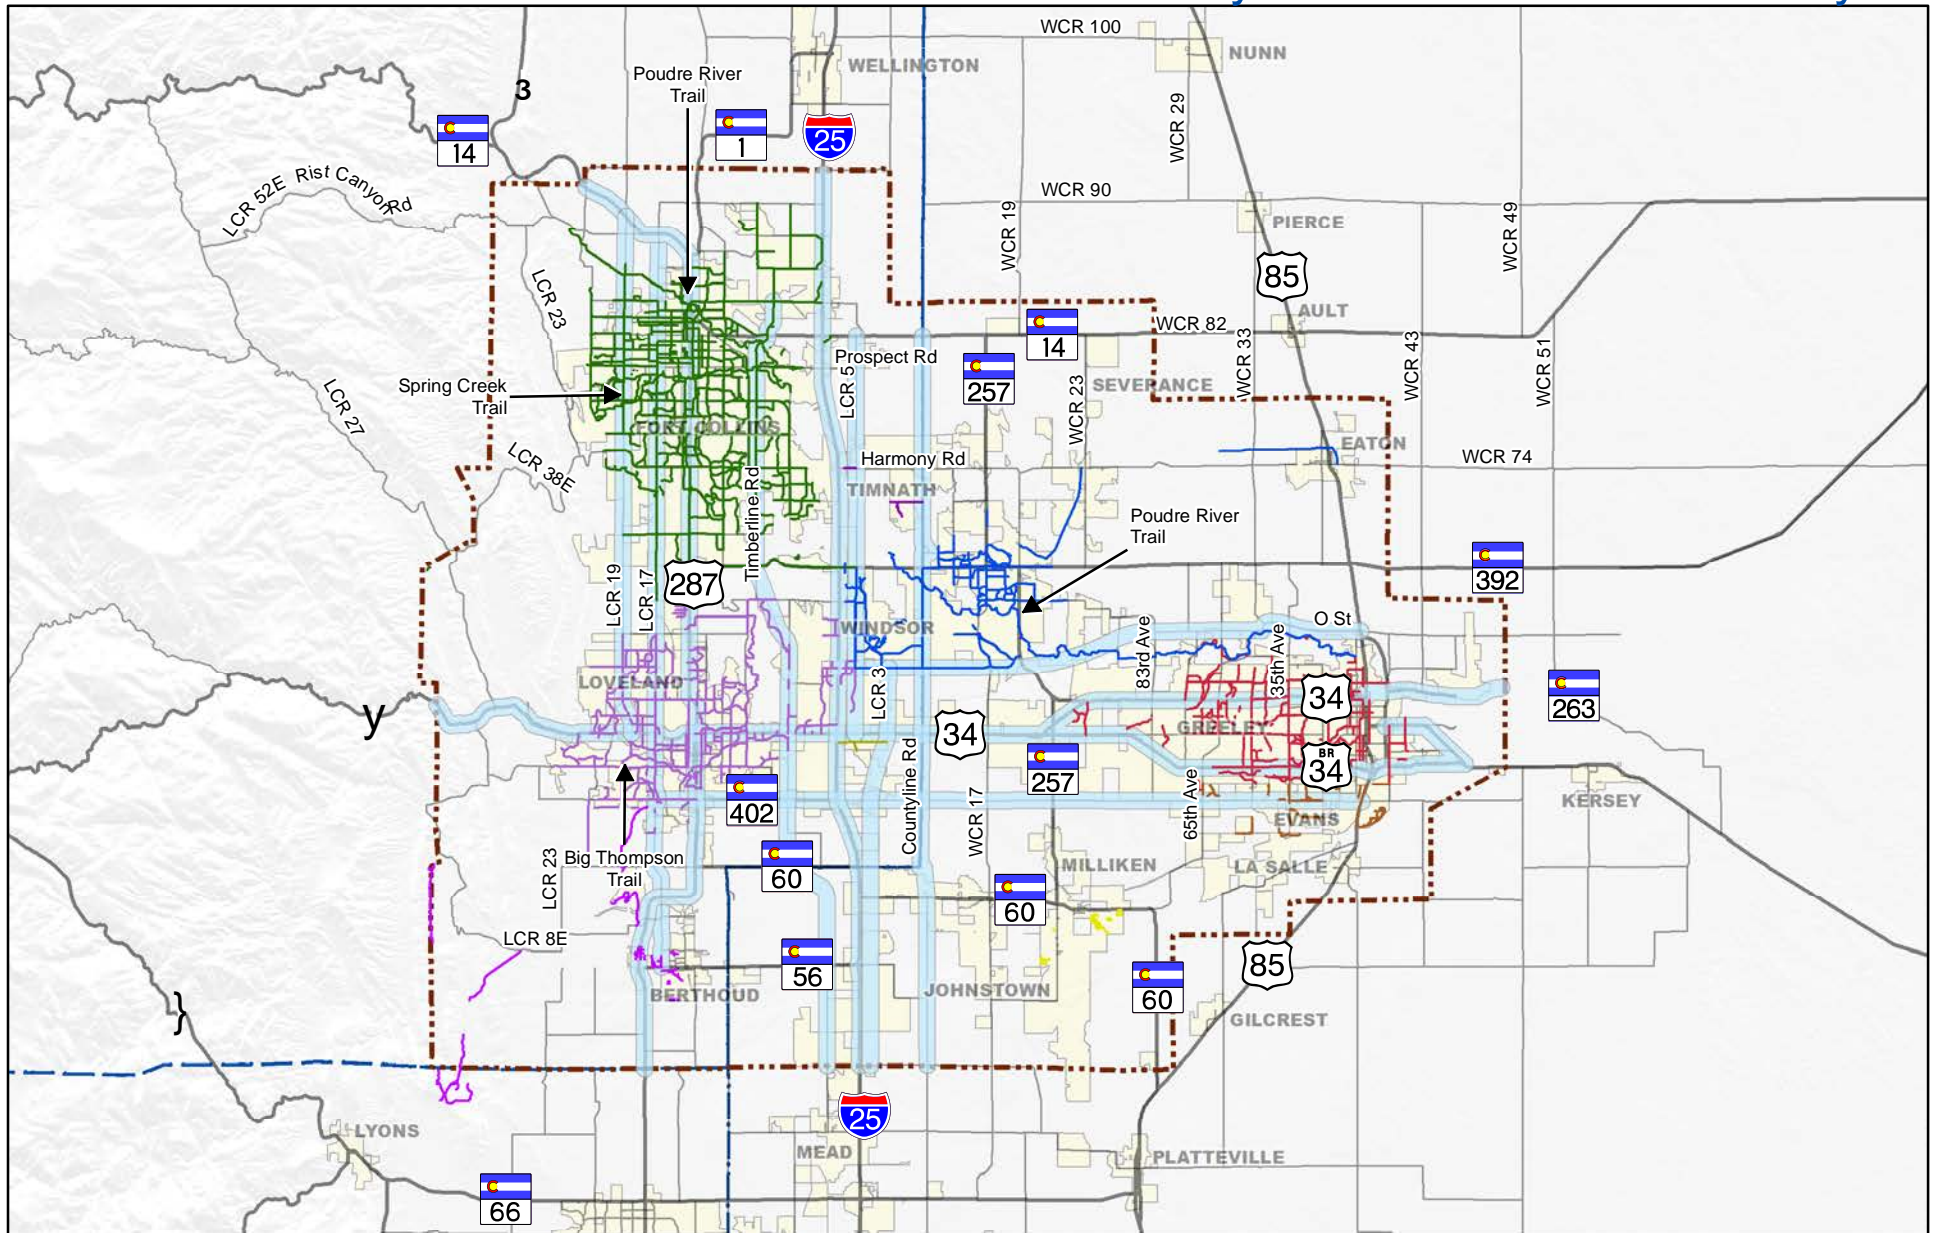 WCR 100
NUNN
WELLINGTON
Poudre River
Trail
3
14
1
25
WCR 29
LCR 52E
Rist Canyon
Rd
WCR 90
WCR 19
PIERCE
WCR 49
85
LCR 23
AULT
14
WCR 82
Prospect Rd
257
WCR 33
WCR 43
WCR 51
LCR 5
Spring Creek
Trail
SEVERANCE
WCR 23
LCR 27
FORT COLLINS
EATON
LCR 38E
Harmony Rd
WCR 74
TIMNATH
Timberline Rd
Poudre River
Trail
392
287
LCR 19
LCR 17
WINDSOR
O St
83rd Ave
35th Ave
LOVELAND
LCR 3
34
263
y
34
GREELEY
257
BR
34
Countyline Rd
402
WCR 17
65th Ave
KERSEY
EVANS
Big Thompson
Trail
LCR 23
60
MILLIKEN
LA SALLE
60
LCR 8E
56
85
60
BERTHOUD
JOHNSTOWN
}
GILCREST
25
LYONS
MEAD
PLATTEVILLE
66